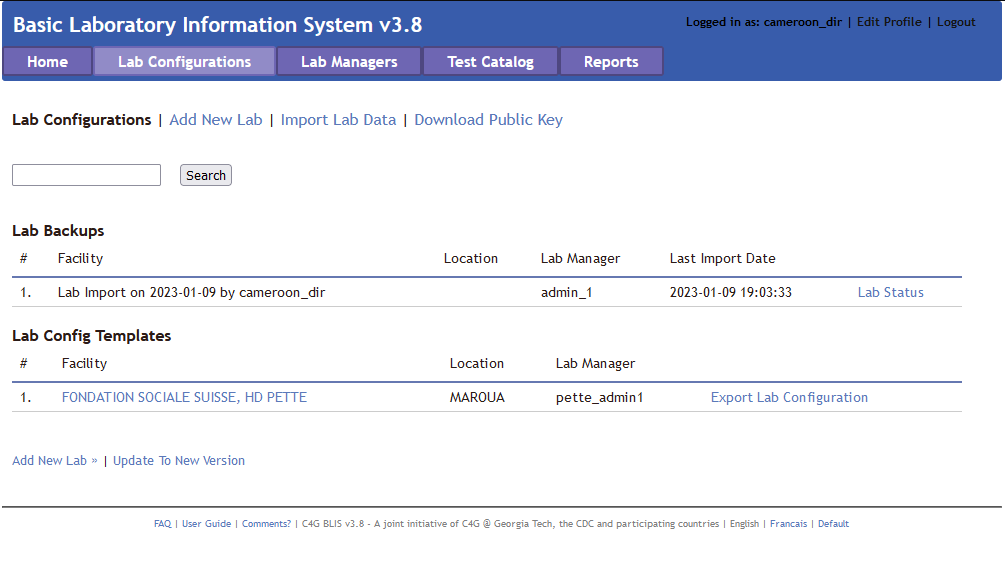 Basic Laboratory Information System v3.8
Logged in as: cameroon_dir | Edit Profile | Logout
Home Lab Configurations Lab Managers Test Catalog Reports
Lab Configurations | Add New Lab | Import Lab Data | Download Public Key
Search
Lab Backups
# Facility Location Lab Manager Last Import Date
1. Lab Import on 2023-01-09 by cameroon_dir admin_1 2023-01-09 19:03:33 Lab Status
Lab Config Templates
# Facility Location Lab Manager
1. FONDATION SOCIALE SUISSE, HD PETTE MAROUA pette_admin1 Export Lab Configuration
Add New Lab » | Update To New Version
FAQ | User Guide | Comments? | C4G BLIS v3.8 - A joint initiative of C4G @ Georgia Tech, the CDC and participating countries | English | Francais | Default